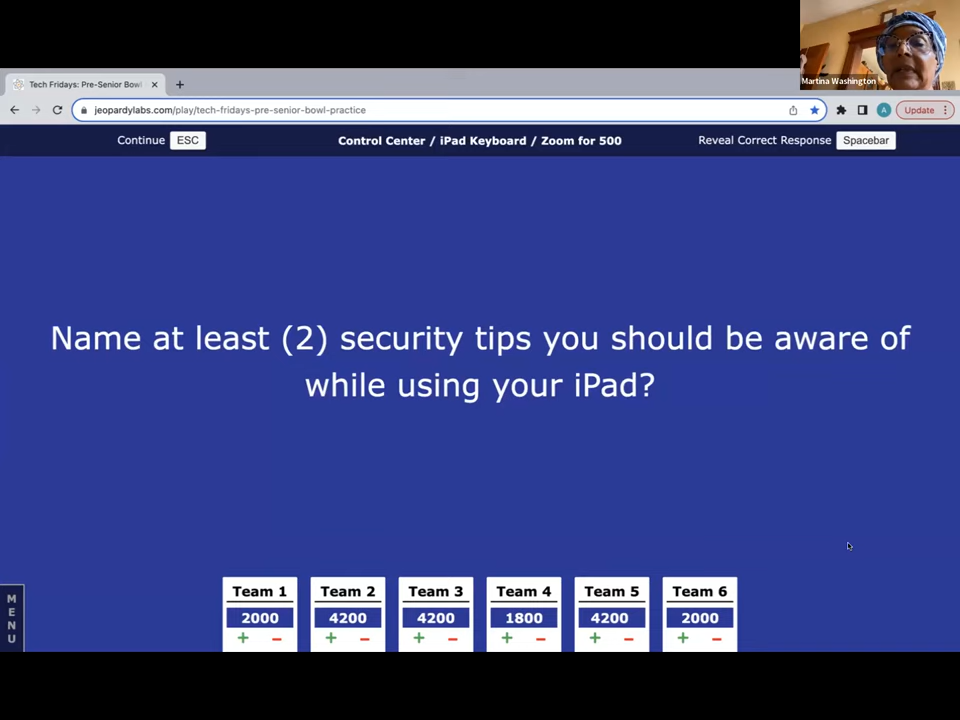 Martina Washington
Tech Fridays: Pre-Senior Bowl
jeopardylabs.com/play/tech-fridays-pre-senior-bowl-practice
A
Update
Continue ESC
Control Center / iPad Keyboard / Zoom for 500
Reveal Correct Response Spacebar
Name at least (2) security tips you should be aware of
while using your iPad?
MENU
Team 1 Team 2 Team 3 Team 4 Team 5 Team 6
2000 4200 4200 1800 4200 2000
+ − + − + − + − + − + −